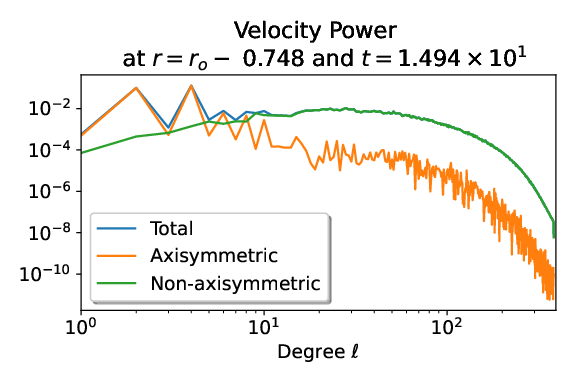 Velocity Power
at r = r_o − 0.748 and t = 1.494 × 10^1
10^−2
10^−4
10^−6
10^−8
10^−10
Total
Axisymmetric
Non-axisymmetric
10^0
10^1
10^2
Degree ℓ